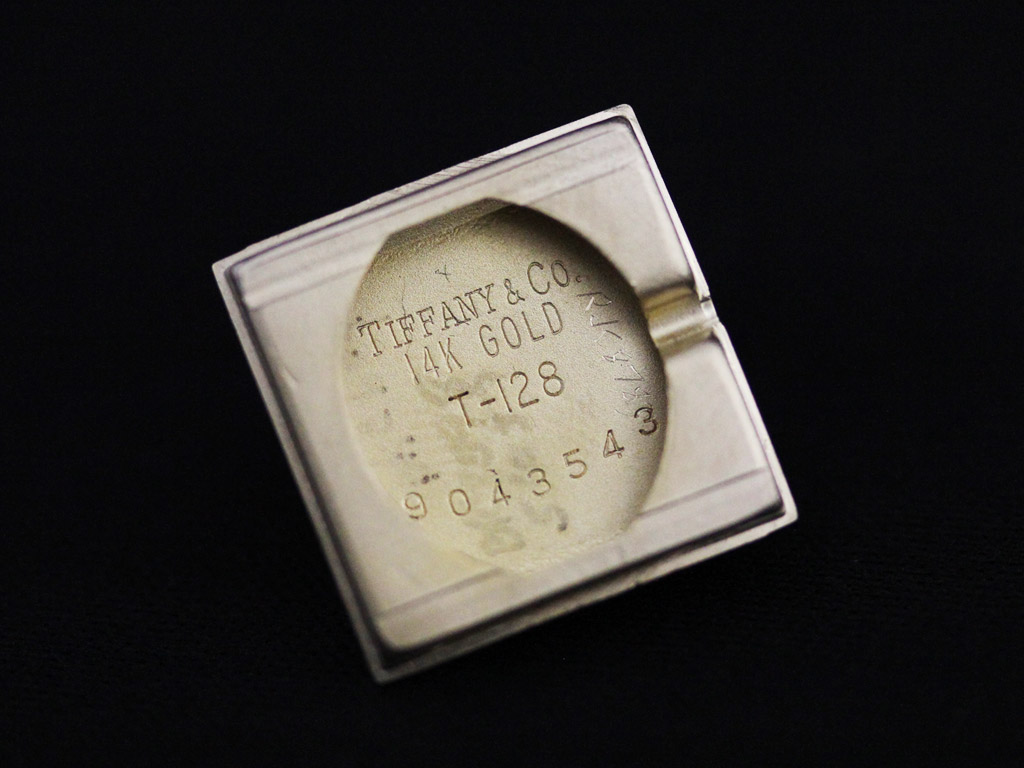 TIFFANY & CO.
14K GOLD
T-128
9043543